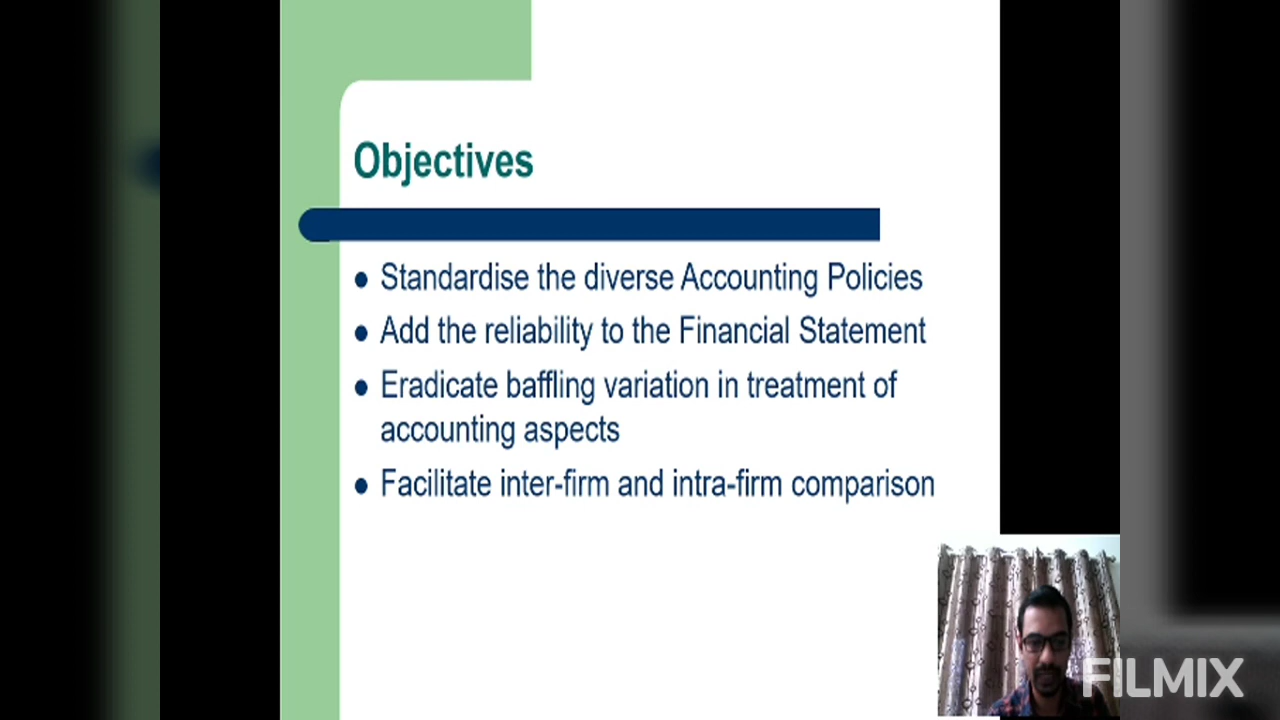 Objectives
Standardise the diverse Accounting Policies
Add the reliability to the Financial Statement
Eradicate baffling variation in treatment of
accounting aspects
Facilitate inter-firm and intra-firm comparison
FILMIX